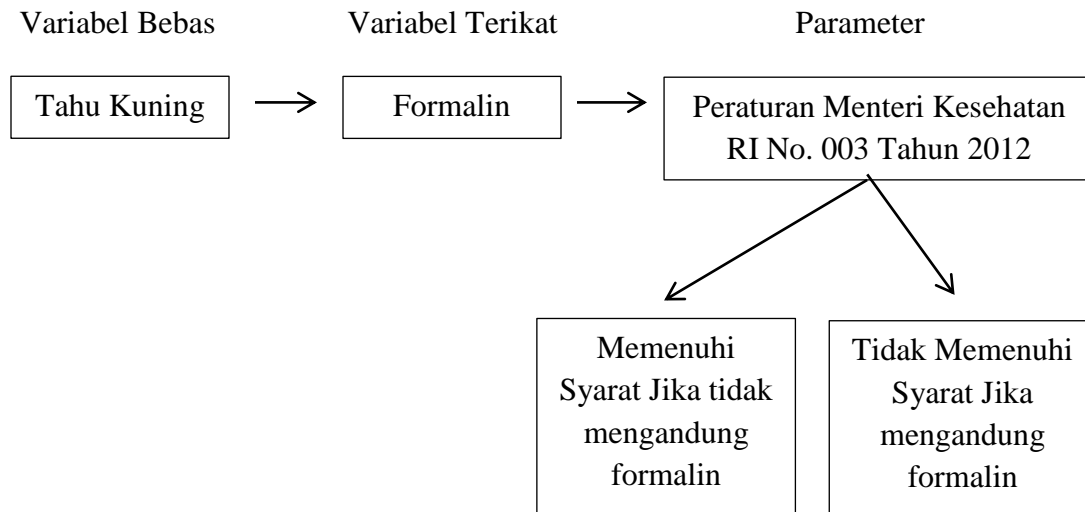 Variabel Bebas
Variabel Terikat
Parameter
Tahu Kuning
Formalin
Peraturan Menteri Kesehatan
RI No. 003 Tahun 2012
Memenuhi
Syarat Jika tidak
mengandung
formalin
Tidak Memenuhi
Syarat Jika
mengandung
formalin